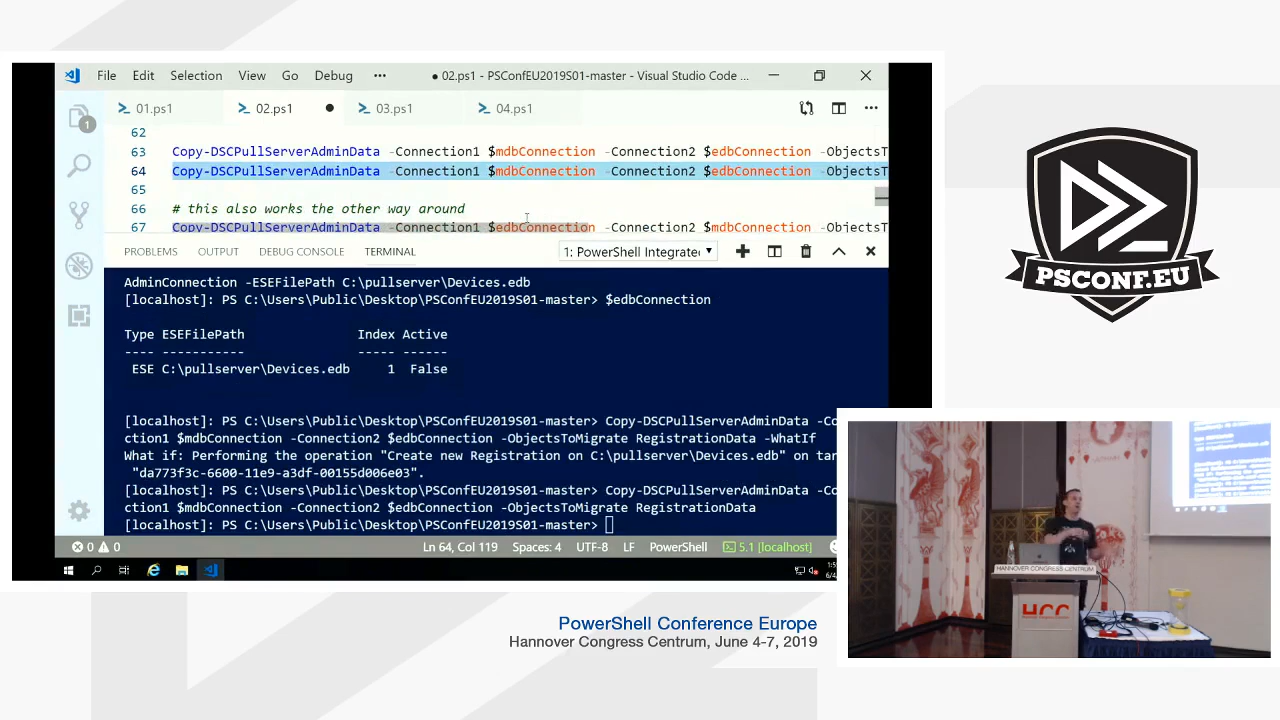 File Edit Selection View Go Debug ••• ● 02.ps1 - PSConfEU2019S01-master - Visual Studio Code ...
01.ps1 02.ps1 ● 03.ps1 04.ps1
1
62
63 Copy-DSCPullServerAdminData -Connection1 $mdbConnection -Connection2 $edbConnection -ObjectsT
64 Copy-DSCPullServerAdminData -Connection1 $mdbConnection -Connection2 $edbConnection -ObjectsT
65
66 # this also works the other way around
67 Copy-DSCPullServerAdminData -Connection1 $edbConnection -Connection2 $mdbConnection -ObjectsT
PROBLEMS OUTPUT DEBUG CONSOLE TERMINAL 1: PowerShell Integrate
AdminConnection -ESEFilePath C:\pullserver\Devices.edb
[localhost]: PS C:\Users\Public\Desktop\PSConfEU2019S01-master> $edbConnection
Type ESEFilePath Index Active
---- ----------- ----- ------
ESE C:\pullserver\Devices.edb 1 False
[localhost]: PS C:\Users\Public\Desktop\PSConfEU2019S01-master> Copy-DSCPullServerAdminData -Co
ction1 $mdbConnection -Connection2 $edbConnection -ObjectsToMigrate RegistrationData -WhatIf
What if: Performing the operation "Create new Registration on C:\pullserver\Devices.edb" on tar
"da773f3c-6600-11e9-a3df-00155d006e03".
[localhost]: PS C:\Users\Public\Desktop\PSConfEU2019S01-master> Copy-DSCPullServerAdminData -Co
ction1 $mdbConnection -Connection2 $edbConnection -ObjectsToMigrate RegistrationData
[localhost]: PS C:\Users\Public\Desktop\PSConfEU2019S01-master>
0 0 Ln 64, Col 119 Spaces: 4 UTF-8 LF PowerShell 5.1 [localhost]
PSCONF.EU
HANNOVER CONGRESS CENTRUM
HCC
PowerShell Conference Europe
Hannover Congress Centrum, June 4-7, 2019